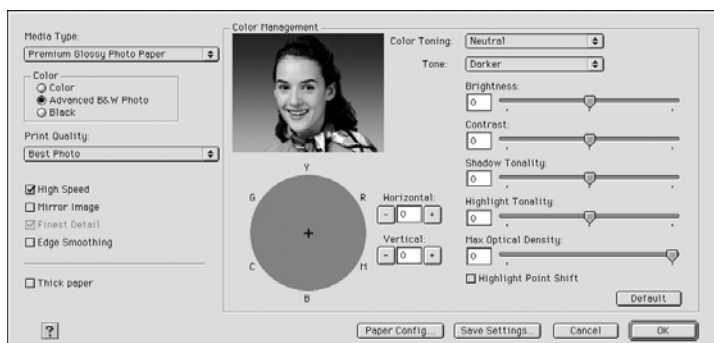 Media Type:
Premium Glossy Photo Paper
Color
Color
Advanced B&W Photo
Black
Print Quality:
Best Photo
High Speed
Mirror Image
Finest Detail
Edge Smoothing
Thick paper
?
Color Management
Color Toning: Neutral
Tone: Darker
Y
G R
C M
B
Horizontal:
- 0 +
Vertical:
- 0 +
Brightness:
0
Contrast:
0
Shadow Tonality:
0
Highlight Tonality:
0
Max Optical Density:
0
Highlight Point Shift
Default
Paper Config... Save Settings... Cancel OK